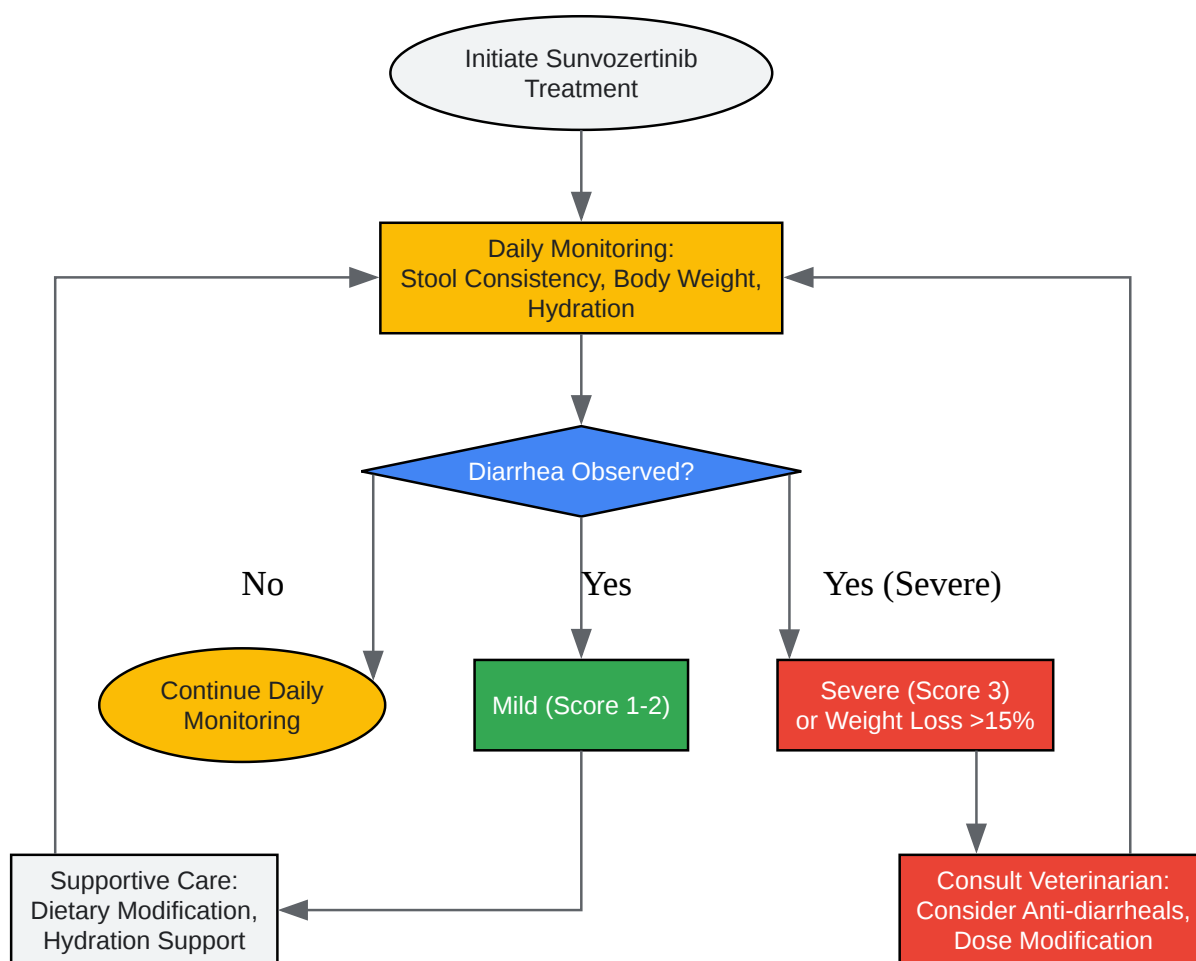 Initiate Sunvozertinib
Treatment
Daily Monitoring:
Stool Consistency, Body Weight,
Hydration
Diarrhea Observed?
No
Yes
Yes (Severe)
Continue Daily
Monitoring
Mild (Score 1-2)
Severe (Score 3)
or Weight Loss >15%
Supportive Care:
Dietary Modification,
Hydration Support
Consult Veterinarian:
Consider Anti-diarrheals,
Dose Modification